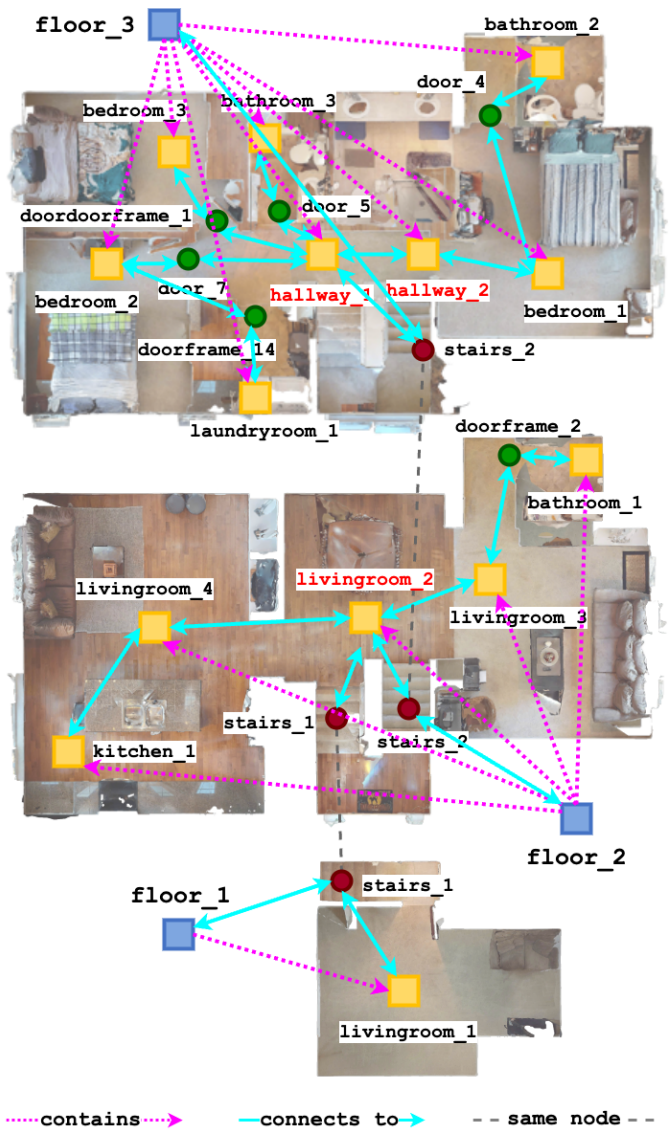 floor_3
bathroom_2
door_4
bedroom_3
bathroom_3
doordoorframe_1
door_5
bedroom_2
door_7
hallway_1
hallway_2
bedroom_1
doorframe_14
stairs_2
laundryroom_1
doorframe_2
bathroom_1
livingroom_4
livingroom_2
livingroom_3
stairs_1
stairs_2
kitchen_1
floor_2
floor_1
stairs_1
livingroom_1
contains
connects to
same node